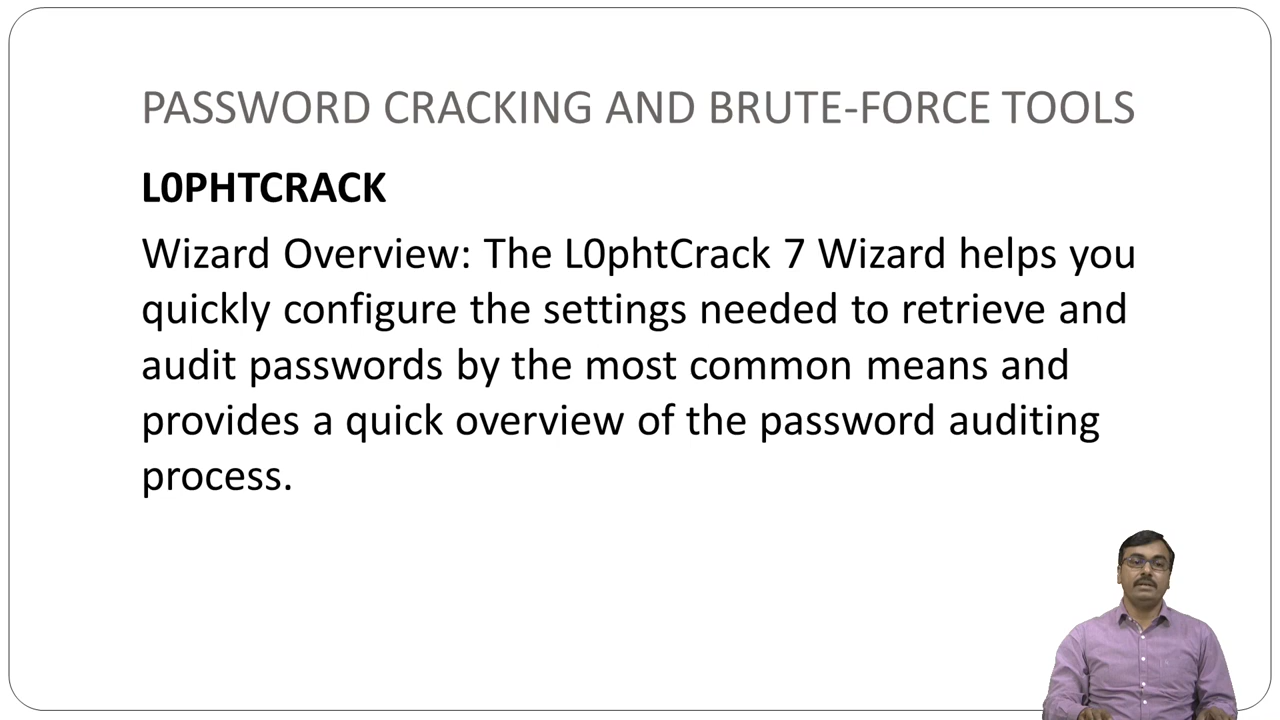 PASSWORD CRACKING AND BRUTE-FORCE TOOLS
L0PHTCRACK
Wizard Overview: The L0phtCrack 7 Wizard helps you
quickly configure the settings needed to retrieve and
audit passwords by the most common means and
provides a quick overview of the password auditing
process.